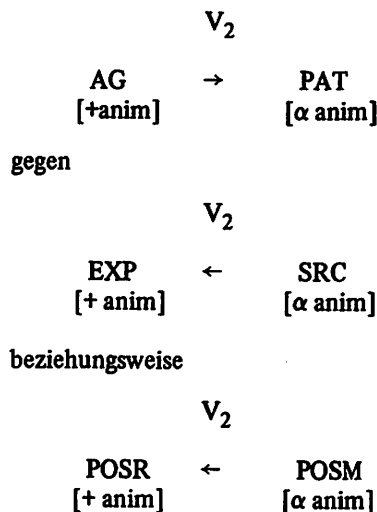 V₂
AG → PAT
[+anim] [α anim]
gegen
V₂
EXP ← SRC
[+ anim] [α anim]
beziehungsweise
V₂
POSR ← POSM
[+ anim] [α anim]